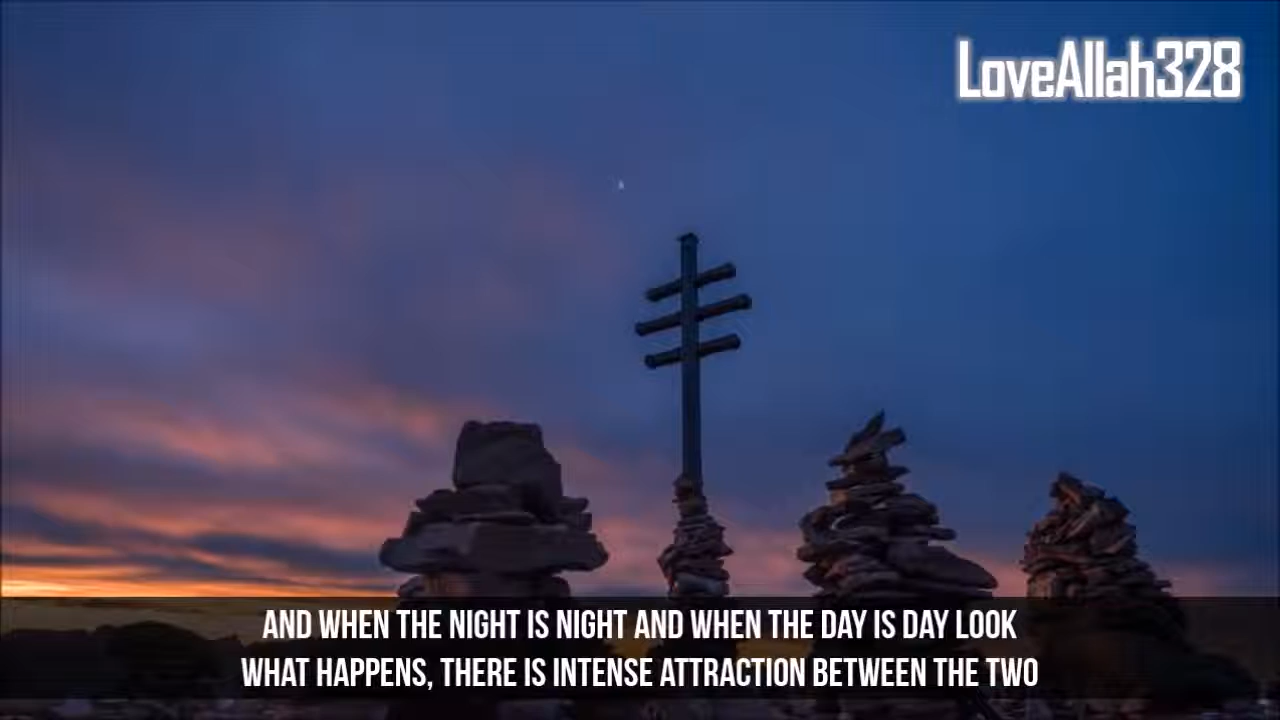 LoveAllah328
AND WHEN THE NIGHT IS NIGHT AND WHEN THE DAY IS DAY LOOK
WHAT HAPPENS, THERE IS INTENSE ATTRACTION BETWEEN THE TWO